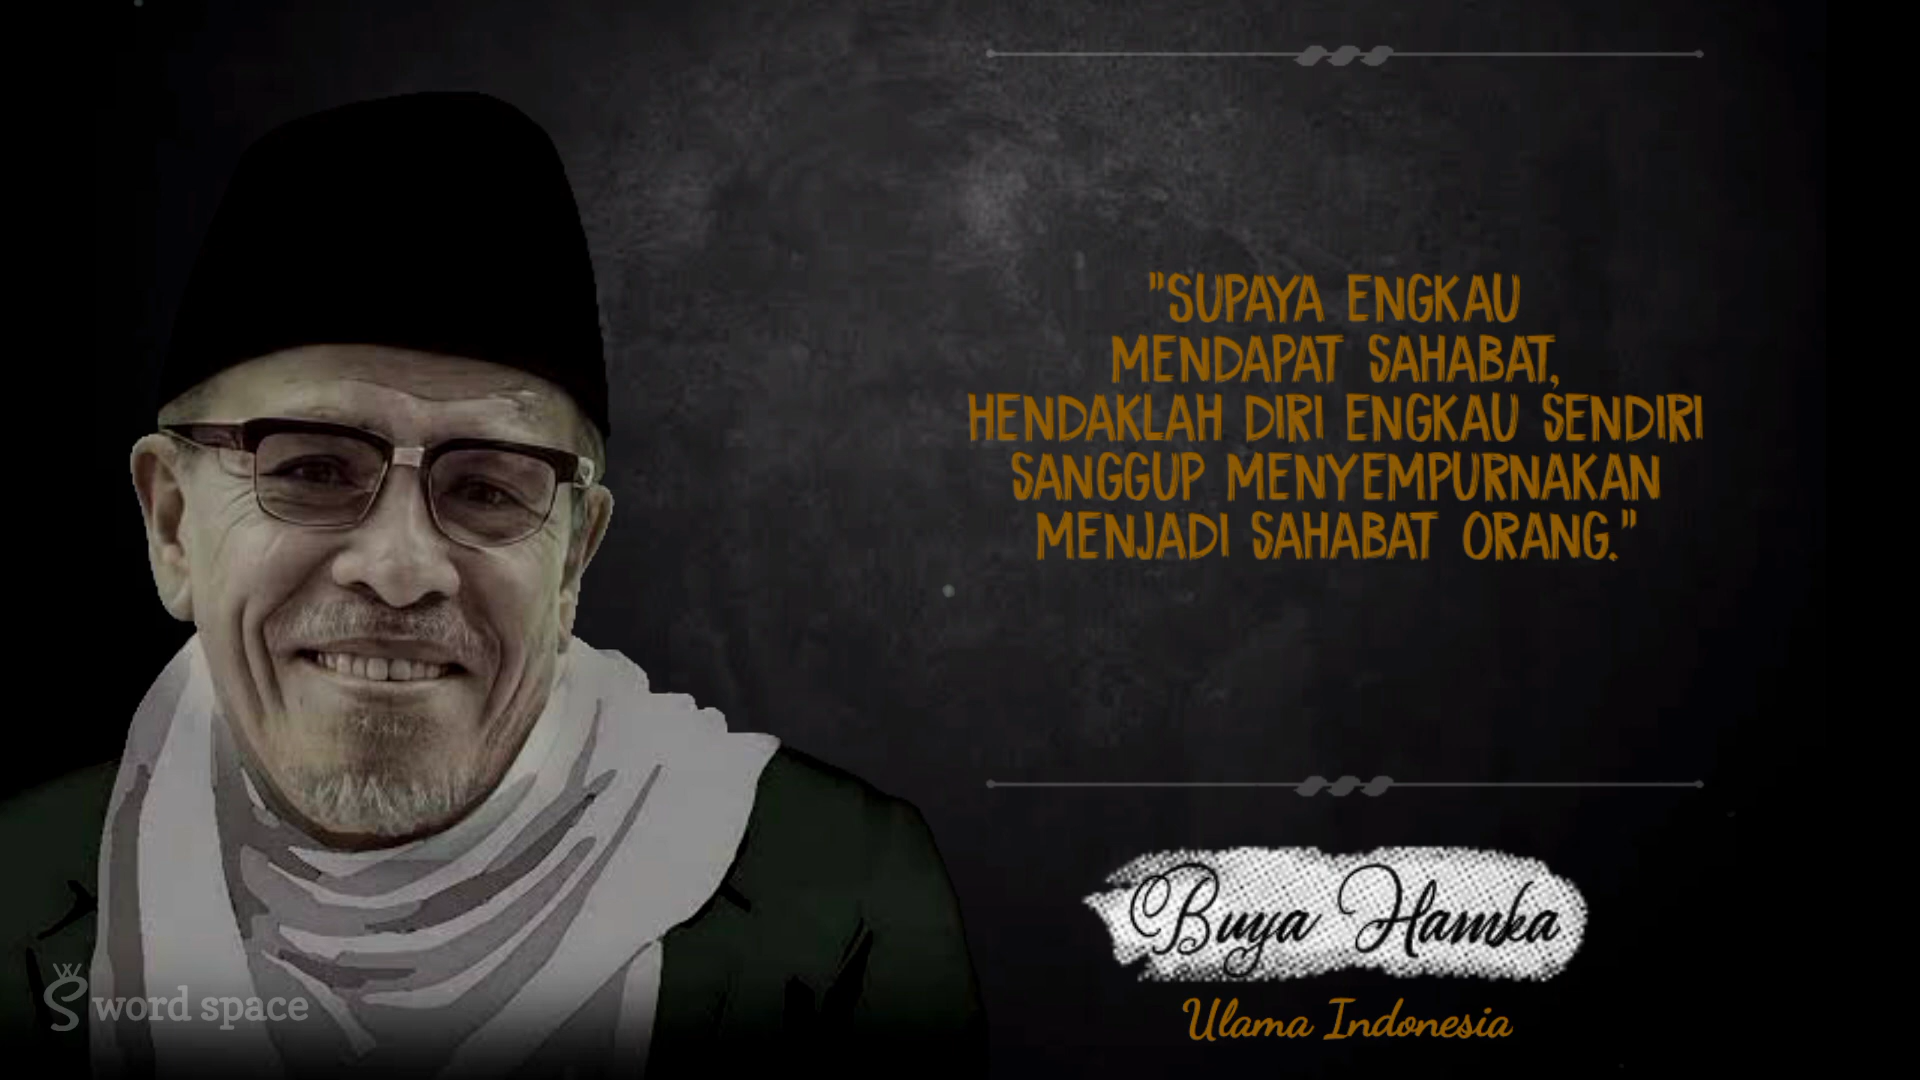 "SUPAYA ENGKAU
MENDAPAT SAHABAT,
HENDAKLAH DIRI ENGKAU SENDIRI
SANGGUP MENYEMPURNAKAN
MENJADI SAHABAT ORANG."
Buya Hamka
Ulama Indonesia
WS word space